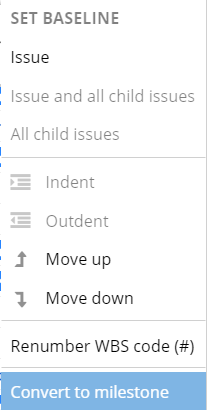 SET BASELINE
Issue
Issue and all child issues
All child issues
Indent
Outdent
Move up
Move down
Renumber WBS code (#)
Convert to milestone